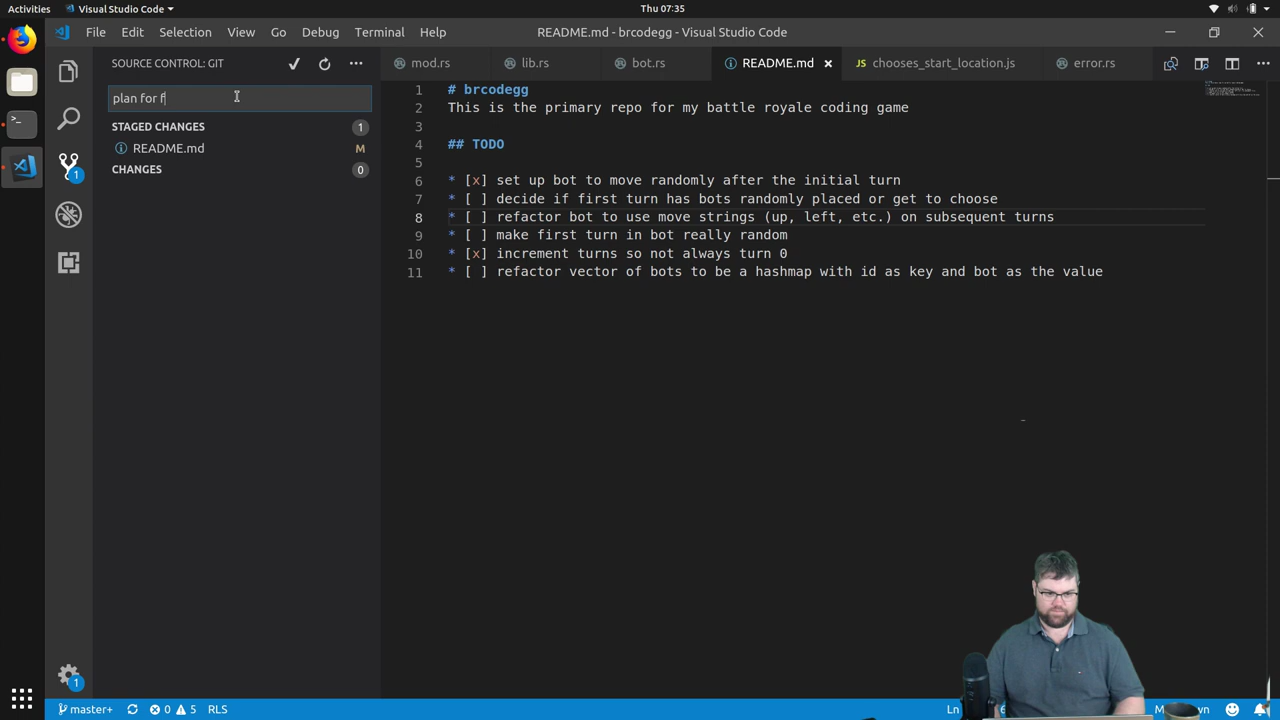 Activities Visual Studio Code Thu 07:35
File Edit Selection View Go Debug Terminal Help README.md - brcodegg - Visual Studio Code
SOURCE CONTROL: GIT
mod.rs lib.rs bot.rs README.md JS chooses_start_location.js error.rs
plan for f
STAGED CHANGES 1
README.md M
CHANGES 0
1 # brcodegg
2 This is the primary repo for my battle royale coding game
3
4 ## TODO
5
6 * [x] set up bot to move randomly after the initial turn
7 * [ ] decide if first turn has bots randomly placed or get to choose
8 * [ ] refactor bot to use move strings (up, left, etc.) on subsequent turns
9 * [ ] make first turn in bot really random
10 * [x] increment turns so not always turn 0
11 * [ ] refactor vector of bots to be a hashmap with id as key and bot as the value
1
1
master+ 0 5 RLS Ln